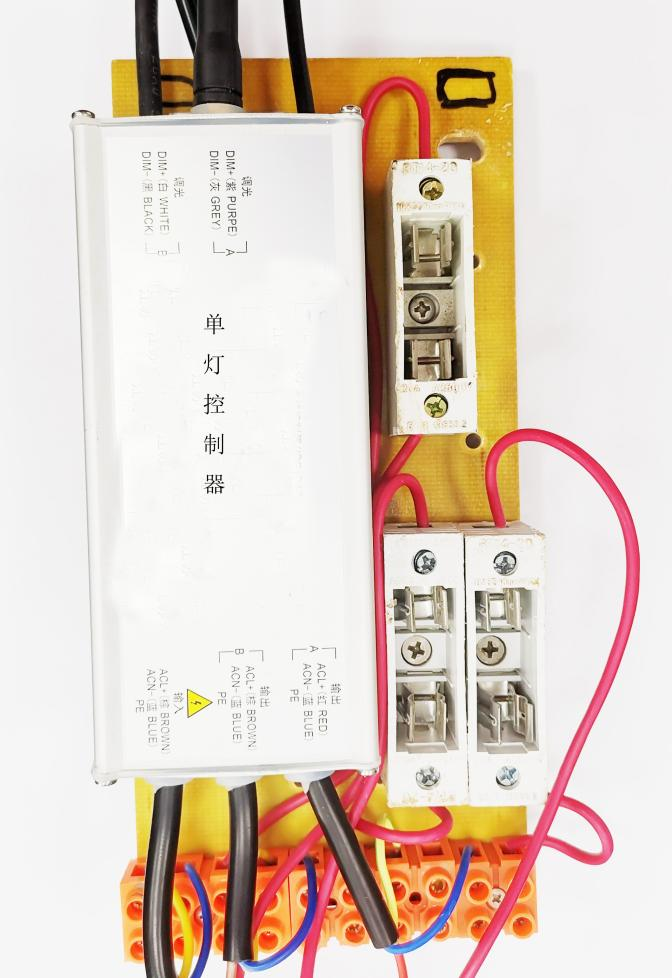 调光
DIM+(紫 PURPE)
DIM-(灰 GREY)
A
调光
DIM+(白 WHITE)
DIM-(黑 BLACK)
B
单灯控制器
输出
A
ACL+(红 RED)
ACN-(蓝 BLUE)
PE
输出
B
ACL+(棕 BROWN)
ACN-(蓝 BLUE)
PE
输入
ACL+(棕 BROWN)
ACN-(蓝 BLUE)
PE